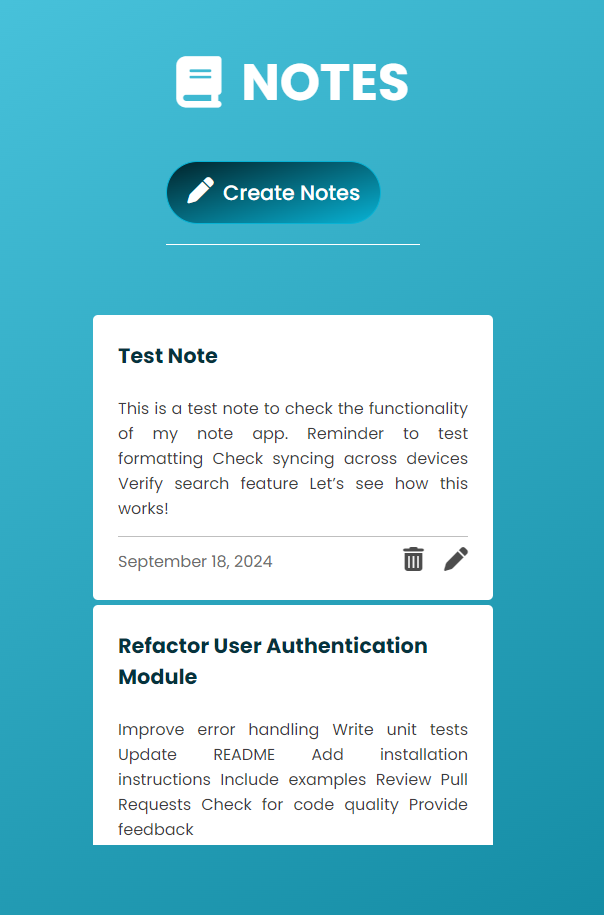 NOTES
Create Notes
Test Note
This is a test note to check the functionality
of my note app. Reminder to test
formatting Check syncing across devices
Verify search feature Let’s see how this
works!
September 18, 2024
Refactor User Authentication
Module
Improve error handling Write unit tests
Update README Add installation
instructions Include examples Review Pull
Requests Check for code quality Provide
feedback